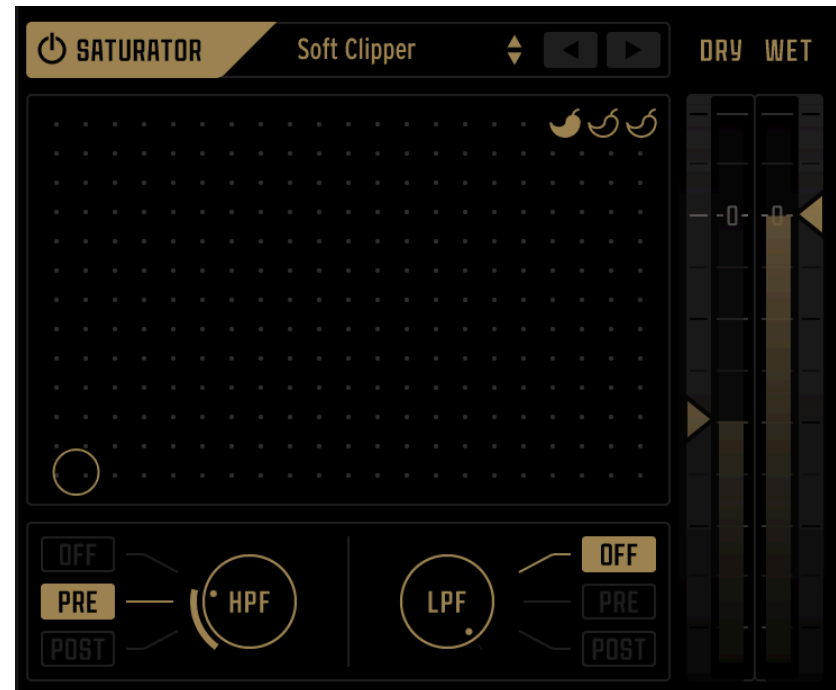 SATURATOR Soft Clipper DRY WET
-0- -0-
OFF OFF
PRE HPF LPF PRE
POST POST